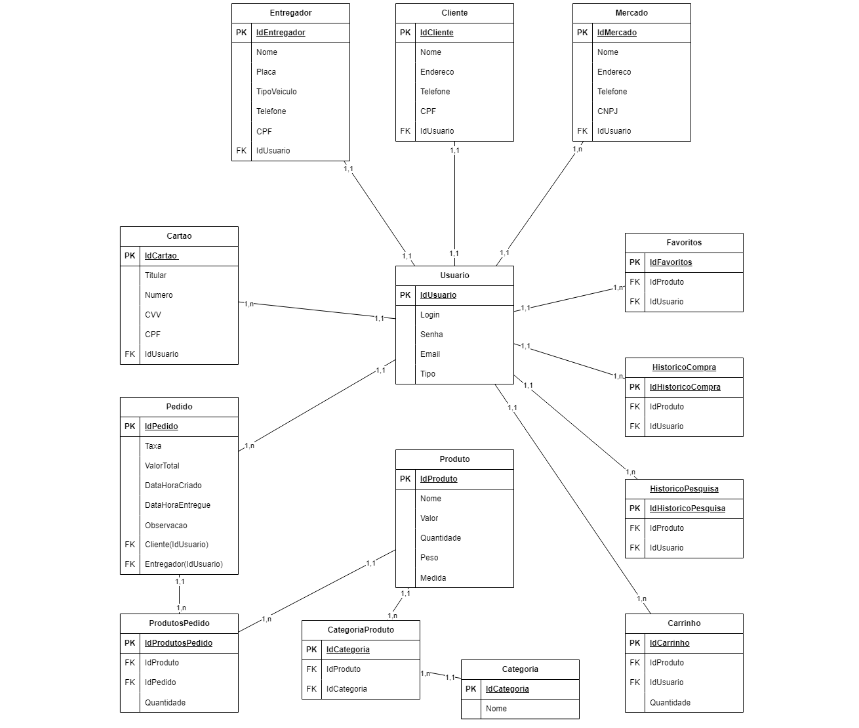 Entregador
PK IdEntregador
Nome
Placa
TipoVeiculo
Telefone
CPF
FK IdUsuario
1,1
Cliente
PK IdCliente
Nome
Endereco
Telefone
CPF
FK IdUsuario
1,1
Mercado
PK IdMercado
Nome
Endereco
Telefone
CNPJ
FK IdUsuario
1,n
Cartao
PK IdCartao
Titular
Numero
CVV
CPF
FK IdUsuario
1,n
1,1
1,1
1,1
Usuario
PK IdUsuario
Login
Senha
Email
Tipo
1,1
1,1
1,1
1,1
1,1
1,1
Favoritos
PK IdFavoritos
FK IdProduto
FK IdUsuario
1,n
HistoricoCompra
PK IdHistoricoCompra
FK IdProduto
FK IdUsuario
1,n
Pedido
PK IdPedido
Taxa
ValorTotal
DataHoraCriado
DataHoraEntregue
Observacao
FK Cliente(IdUsuario)
FK Entregador(IdUsuario)
1,n
1,1
Produto
PK IdProduto
Nome
Valor
Quantidade
Peso
Medida
1,1
1,1
1,n
HistoricoPesquisa
PK IdHistoricoPesquisa
FK IdProduto
FK IdUsuario
1,n
ProdutosPedido
PK IdProdutosPedido
FK IdProduto
FK IdPedido
Quantidade
1,n
1,n
CategoriaProduto
PK IdCategoria
FK IdProduto
FK IdCategoria
1,n
1,1
Categoria
PK IdCategoria
Nome
1,n
Carrinho
PK IdCarrinho
FK IdProduto
FK IdUsuario
Quantidade